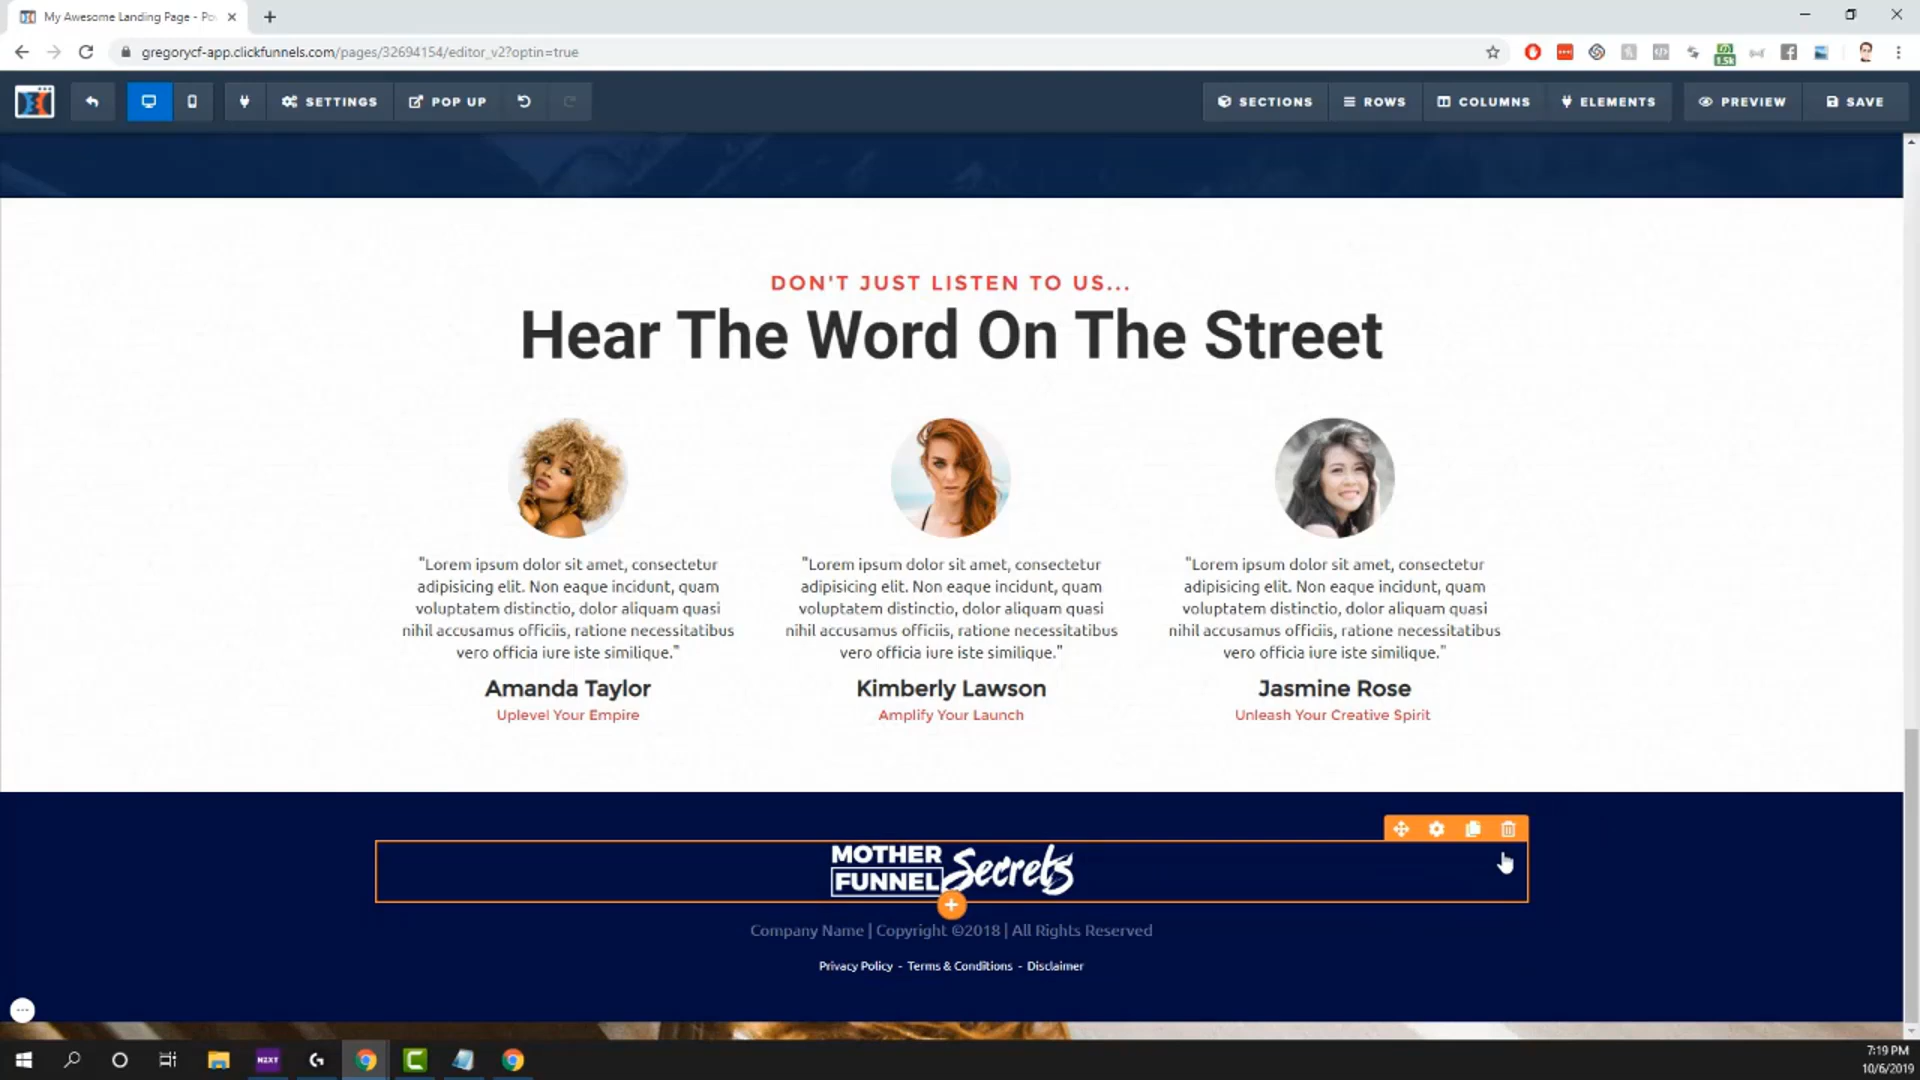 My Awesome Landing Page - Po
gregorycf-app.clickfunnels.com/pages/32694154/editor_v2?optin=true
1.5k
SETTINGS
POP UP
SECTIONS
ROWS
COLUMNS
ELEMENTS
PREVIEW
SAVE
DON'T JUST LISTEN TO US...
Hear The Word On The Street
"Lorem ipsum dolor sit amet, consectetur
adipisicing elit. Non eaque incidunt, quam
voluptatem distinctio, dolor aliquam quasi
nihil accusamus officiis, ratione necessitatibus
vero officia iure iste similique."
Amanda Taylor
Uplevel Your Empire
"Lorem ipsum dolor sit amet, consectetur
adipisicing elit. Non eaque incidunt, quam
voluptatem distinctio, dolor aliquam quasi
nihil accusamus officiis, ratione necessitatibus
vero officia iure iste similique."
Kimberly Lawson
Amplify Your Launch
"Lorem ipsum dolor sit amet, consectetur
adipisicing elit. Non eaque incidunt, quam
voluptatem distinctio, dolor aliquam quasi
nihil accusamus officiis, ratione necessitatibus
vero officia iure iste similique."
Jasmine Rose
Unleash Your Creative Spirit
MOTHER
FUNNEL Secrets
Company Name | Copyright ©2018 | All Rights Reserved
Privacy Policy - Terms & Conditions - Disclaimer
NZXT
7:19 PM
10/6/2019